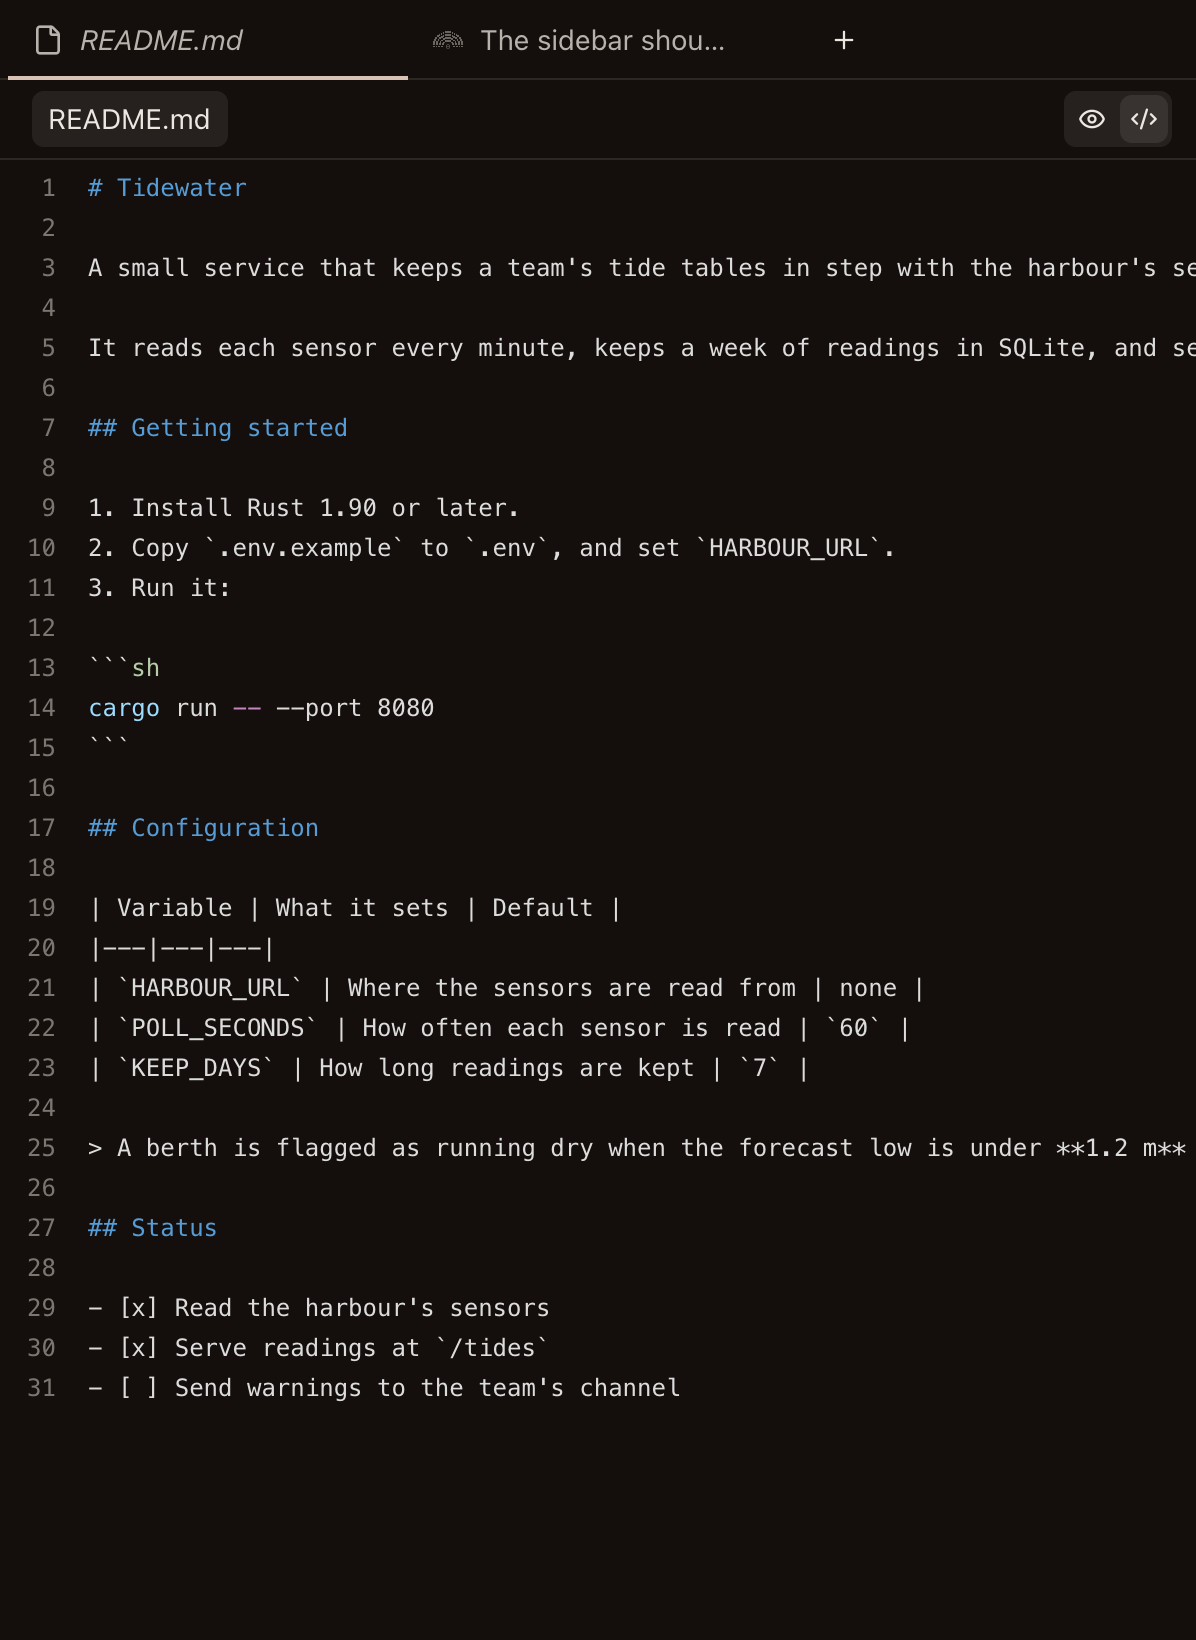 README.md
The sidebar shou...
+
README.md
</>
1 # Tidewater
2
3 A small service that keeps a team's tide tables in step with the harbour's se
4
5 It reads each sensor every minute, keeps a week of readings in SQLite, and se
6
7 ## Getting started
8
9 1. Install Rust 1.90 or later.
10 2. Copy `.env.example` to `.env`, and set `HARBOUR_URL`.
11 3. Run it:
12
13 ```sh
14 cargo run -- --port 8080
15 ```
16
17 ## Configuration
18
19 | Variable | What it sets | Default |
20 |---|---|---|
21 | `HARBOUR_URL` | Where the sensors are read from | none |
22 | `POLL_SECONDS` | How often each sensor is read | `60` |
23 | `KEEP_DAYS` | How long readings are kept | `7` |
24
25 > A berth is flagged as running dry when the forecast low is under **1.2 m**
26
27 ## Status
28
29 - [x] Read the harbour's sensors
30 - [x] Serve readings at `/tides`
31 - [ ] Send warnings to the team's channel